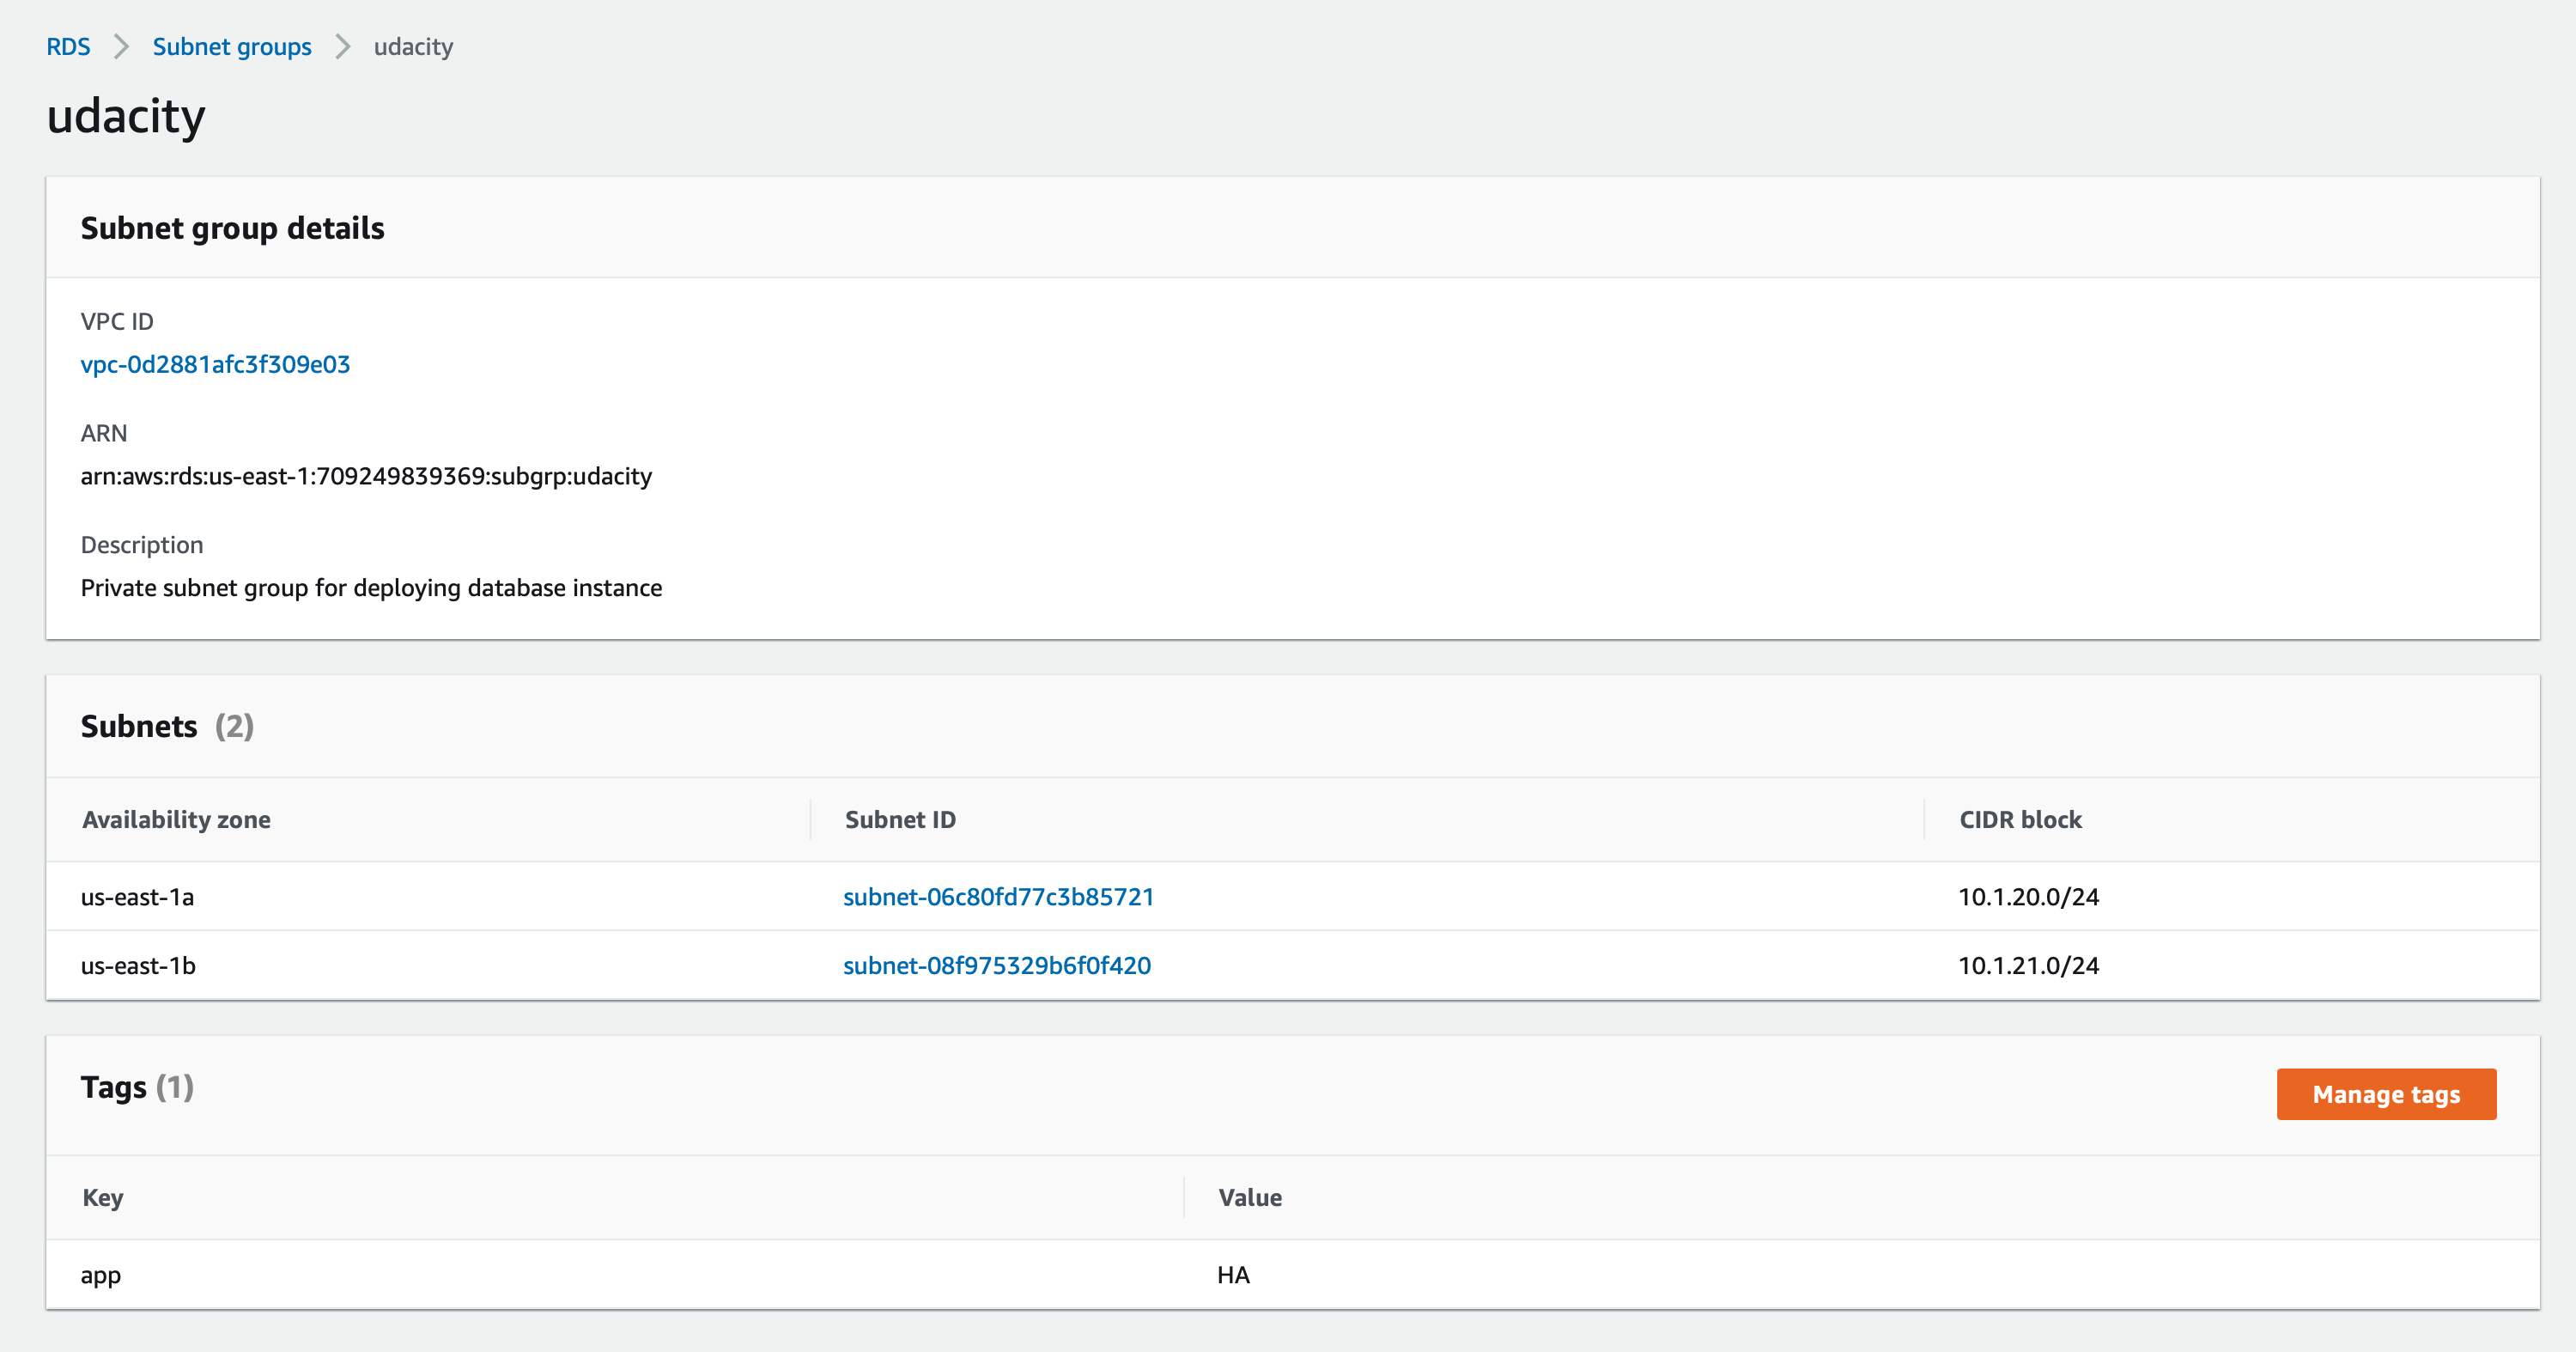 RDS > Subnet groups > udacity
udacity
Subnet group details
VPC ID
vpc-0d2881afc3f309e03
ARN
arn:aws:rds:us-east-1:709249839369:subgrp:udacity
Description
Private subnet group for deploying database instance
Subnets (2)
Availability zone Subnet ID CIDR block
us-east-1a subnet-06c80fd77c3b85721 10.1.20.0/24
us-east-1b subnet-08f975329b6f0f420 10.1.21.0/24
Tags (1) Manage tags
Key Value
app HA